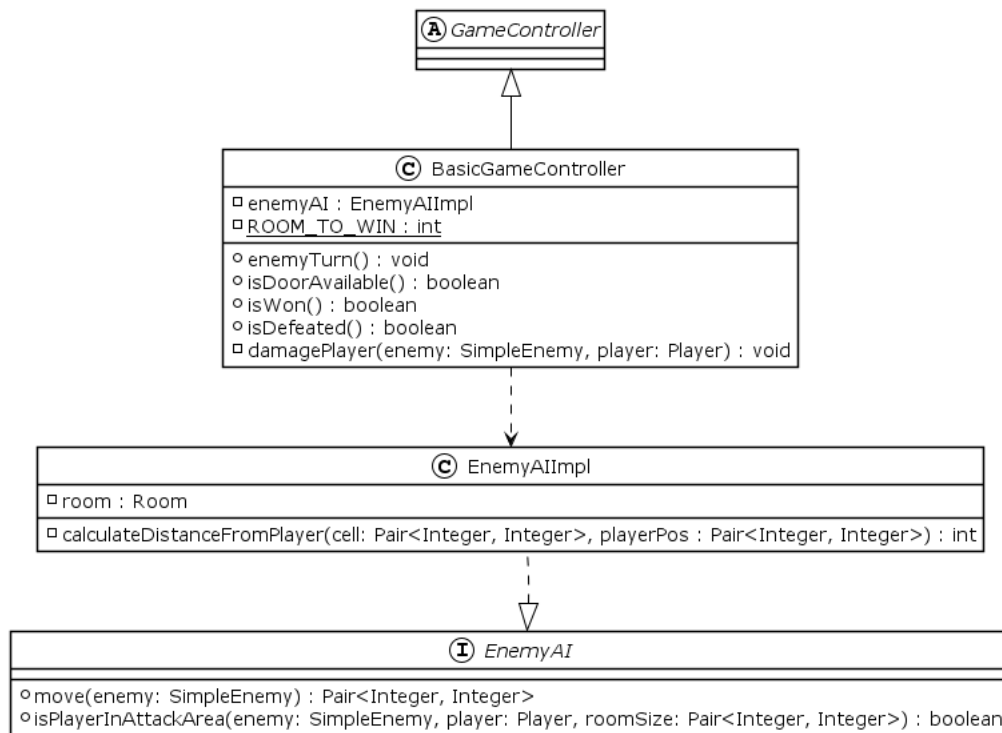 A GameController
C BasicGameController
enemyAI : EnemyAIImpl
ROOM_TO_WIN : int
enemyTurn() : void
isDoorAvailable() : boolean
isWon() : boolean
isDefeated() : boolean
damagePlayer(enemy: SimpleEnemy, player: Player) : void
C EnemyAIImpl
room : Room
calculateDistanceFromPlayer(cell: Pair<Integer, Integer>, playerPos : Pair<Integer, Integer>) : int
I EnemyAI
move(enemy: SimpleEnemy) : Pair<Integer, Integer>
isPlayerInAttackArea(enemy: SimpleEnemy, player: Player, roomSize: Pair<Integer, Integer>) : boolean